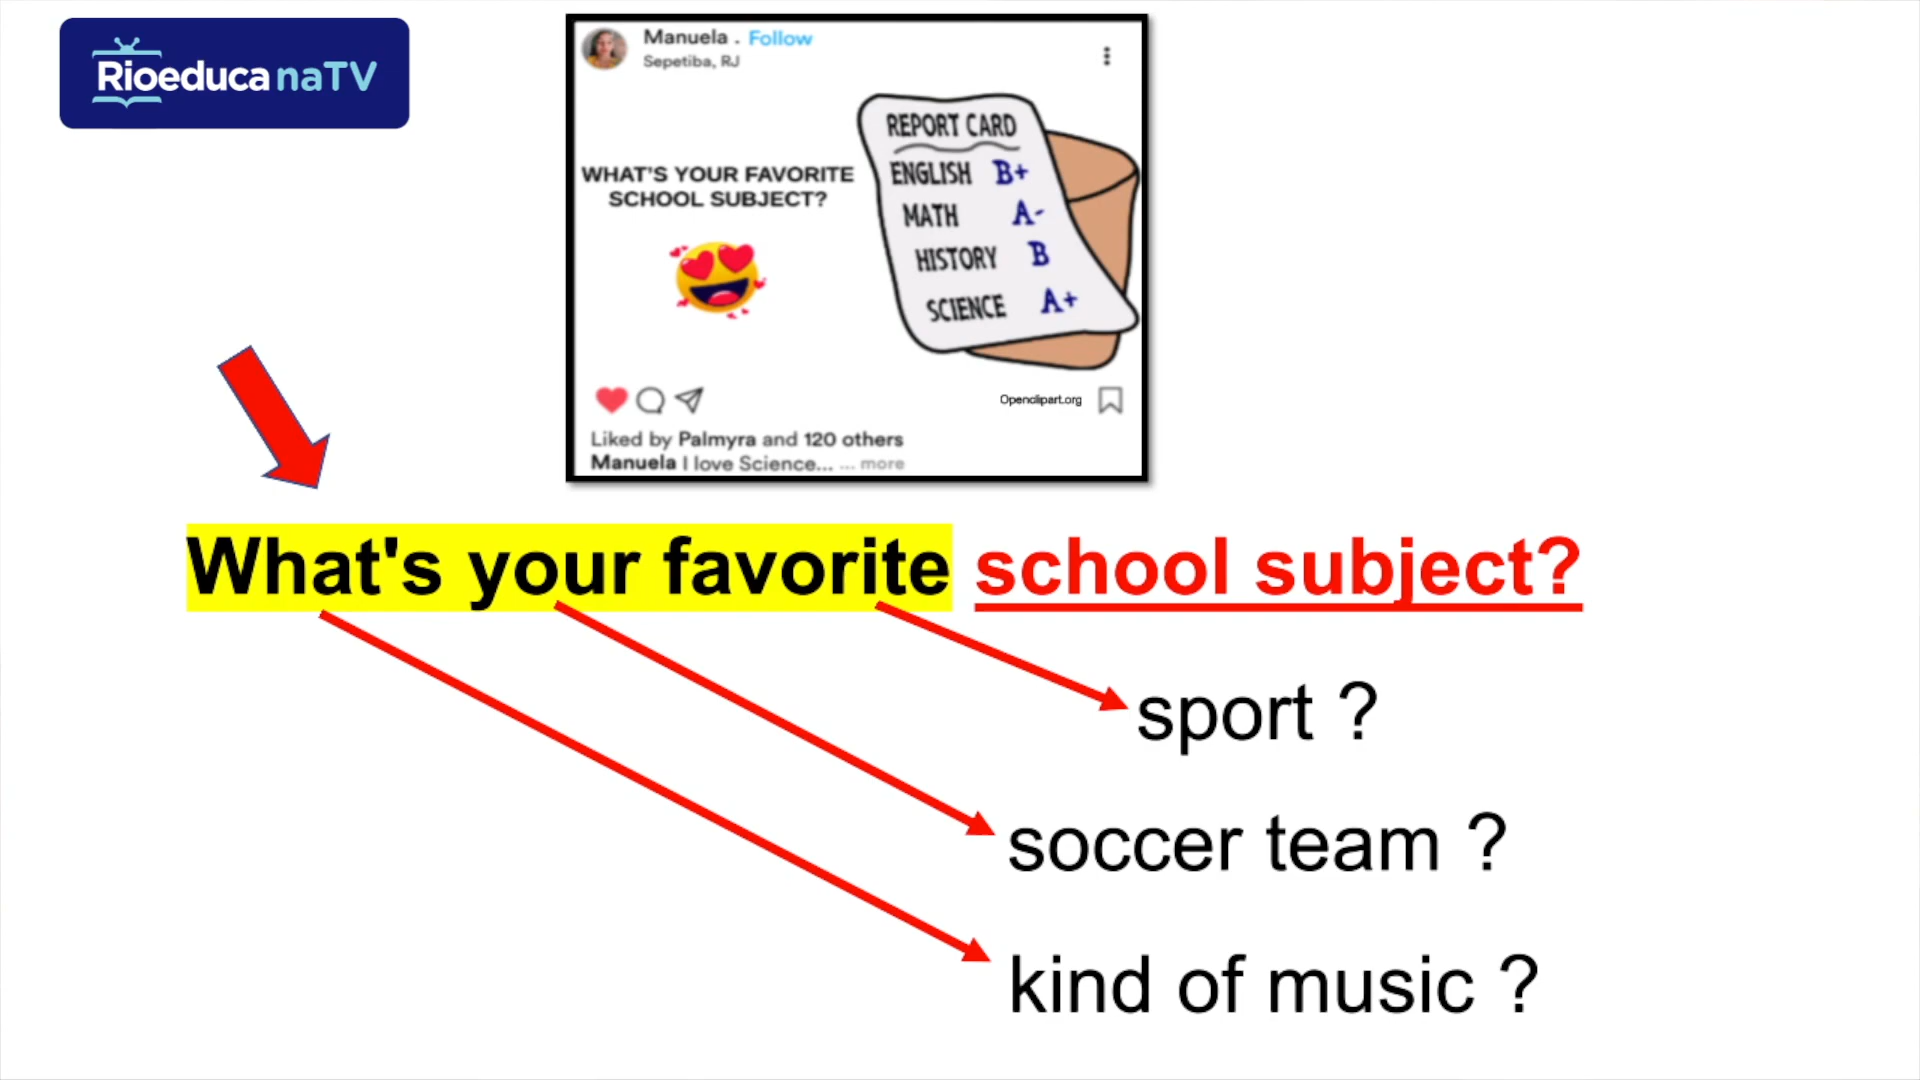 Rioeduca naTV
Manuela . Follow
Sepetiba, RJ
WHAT'S YOUR FAVORITE
SCHOOL SUBJECT?
REPORT CARD
ENGLISH B+
MATH A-
HISTORY B
SCIENCE A+
Openclipart.org
Liked by Palmyra and 120 others
Manuela I love Science... ... more
What's your favorite school subject?
sport ?
soccer team ?
kind of music ?